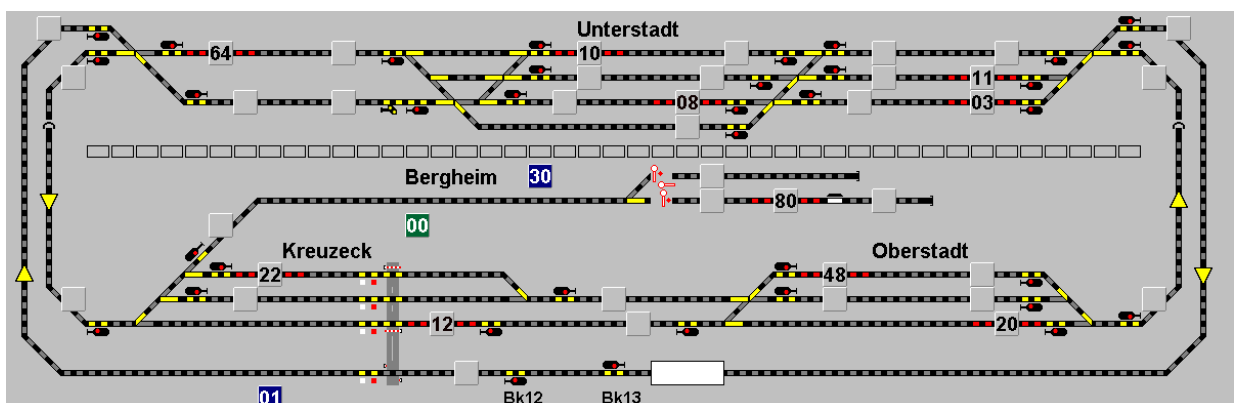 Unterstadt
64
10
11
08
03
Bergheim
30
80
00
Kreuzeck
Oberstadt
22
48
12
20
01
Bk12
Bk13